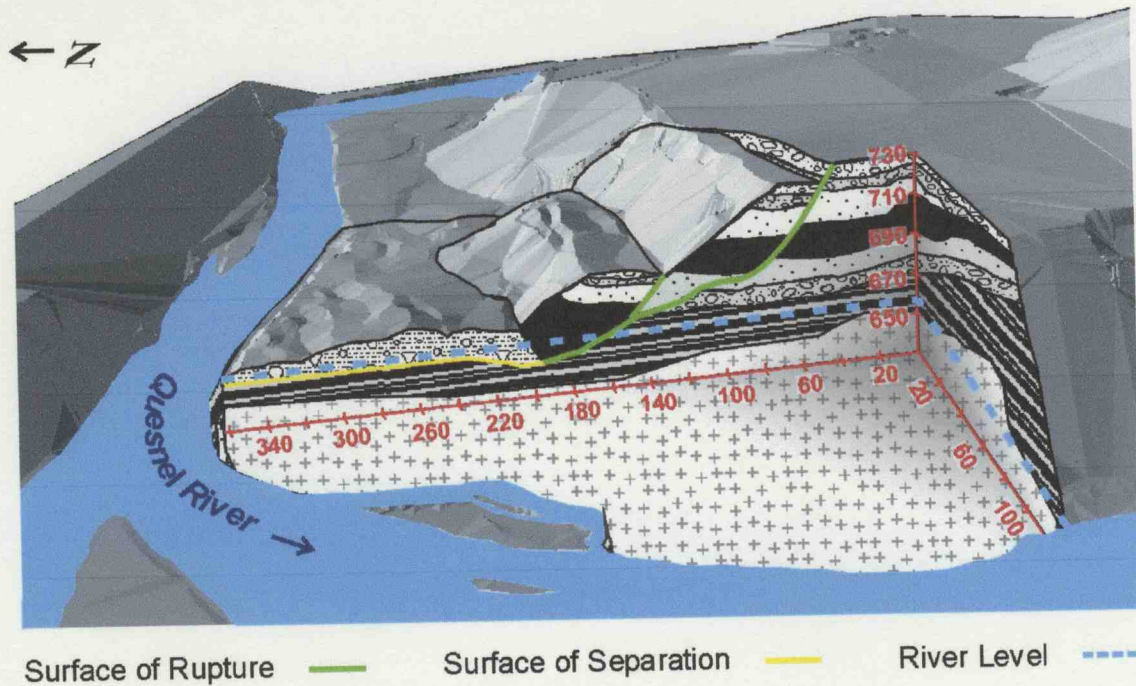 ← N
730
710
690
670
650
340 300 260 220 180 140 100 60 20
20
60
100
Quesnel River →
Surface of Rupture Surface of Separation River Level